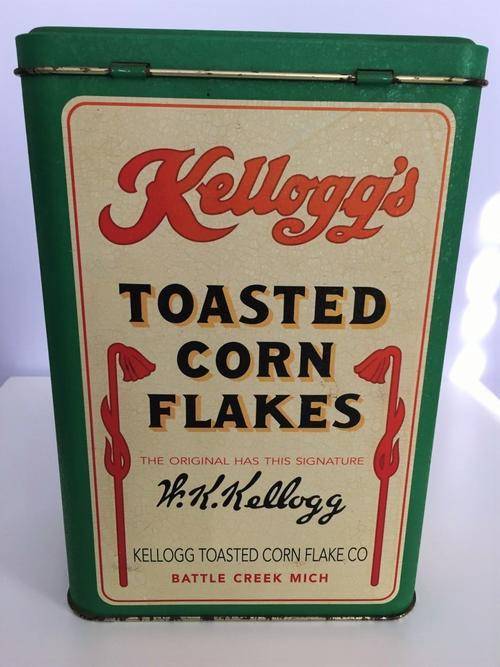 Kellogg's
TOASTED
CORN
FLAKES
THE ORIGINAL HAS THIS SIGNATURE
W.K.Kellogg
KELLOGG TOASTED CORN FLAKE CO
BATTLE CREEK MICH